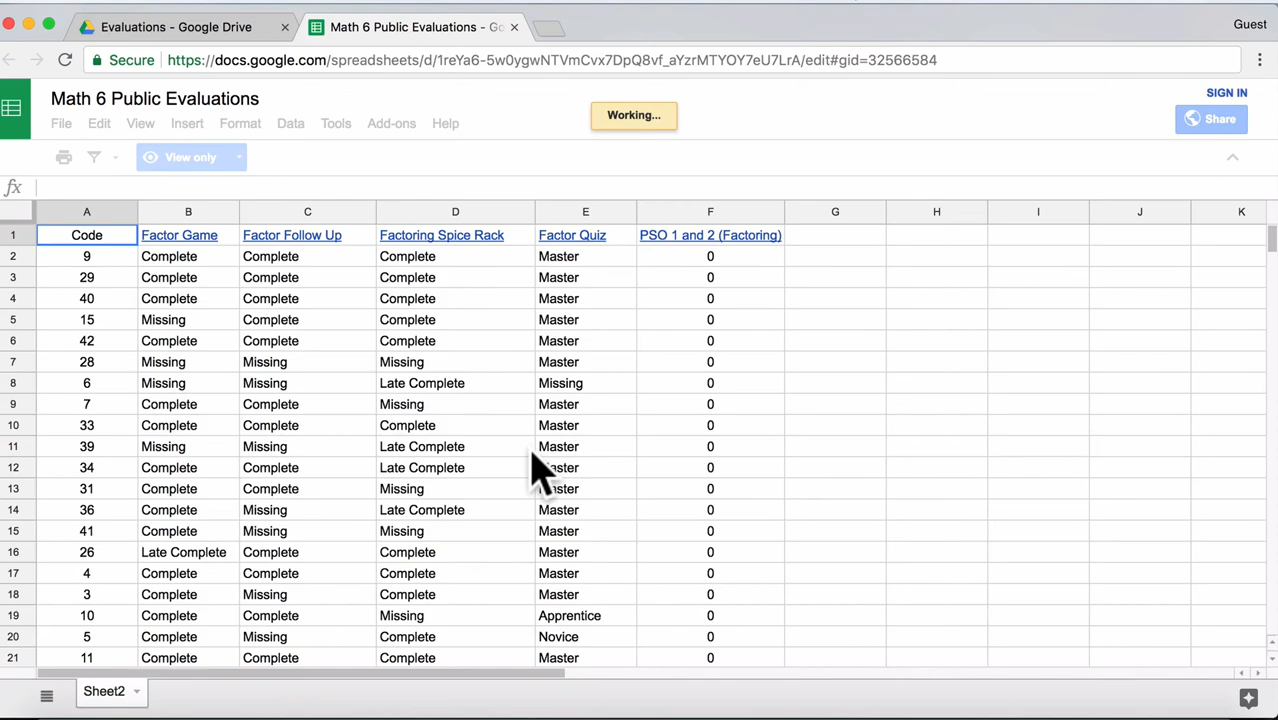 Evaluations - Google Drive
Math 6 Public Evaluations - Go
Guest
Secure https://docs.google.com/spreadsheets/d/1reYa6-5w0ygwNTVmCvx7DpQ8vf_aYzrMTYOY7eU7LrA/edit#gid=32566584
Math 6 Public Evaluations
Working...
SIGN IN
File Edit View Insert Format Data Tools Add-ons Help
Share
View only
fx
A B C D E F G H I J K
1 Code Factor Game Factor Follow Up Factoring Spice Rack Factor Quiz PSO 1 and 2 (Factoring)
2 9 Complete Complete Complete Master 0
3 29 Complete Complete Complete Master 0
4 40 Complete Complete Complete Master 0
5 15 Missing Complete Complete Master 0
6 42 Complete Complete Complete Master 0
7 28 Missing Missing Missing Master 0
8 6 Missing Missing Late Complete Missing 0
9 7 Complete Complete Missing Master 0
10 33 Complete Complete Complete Master 0
11 39 Missing Missing Late Complete Master 0
12 34 Complete Complete Late Complete Master 0
13 31 Complete Complete Missing Master 0
14 36 Complete Missing Late Complete Master 0
15 41 Complete Missing Missing Master 0
16 26 Late Complete Complete Complete Master 0
17 4 Complete Complete Complete Master 0
18 3 Complete Missing Complete Master 0
19 10 Complete Complete Missing Apprentice 0
20 5 Complete Missing Complete Novice 0
21 11 Complete Complete Complete Master 0
Sheet2